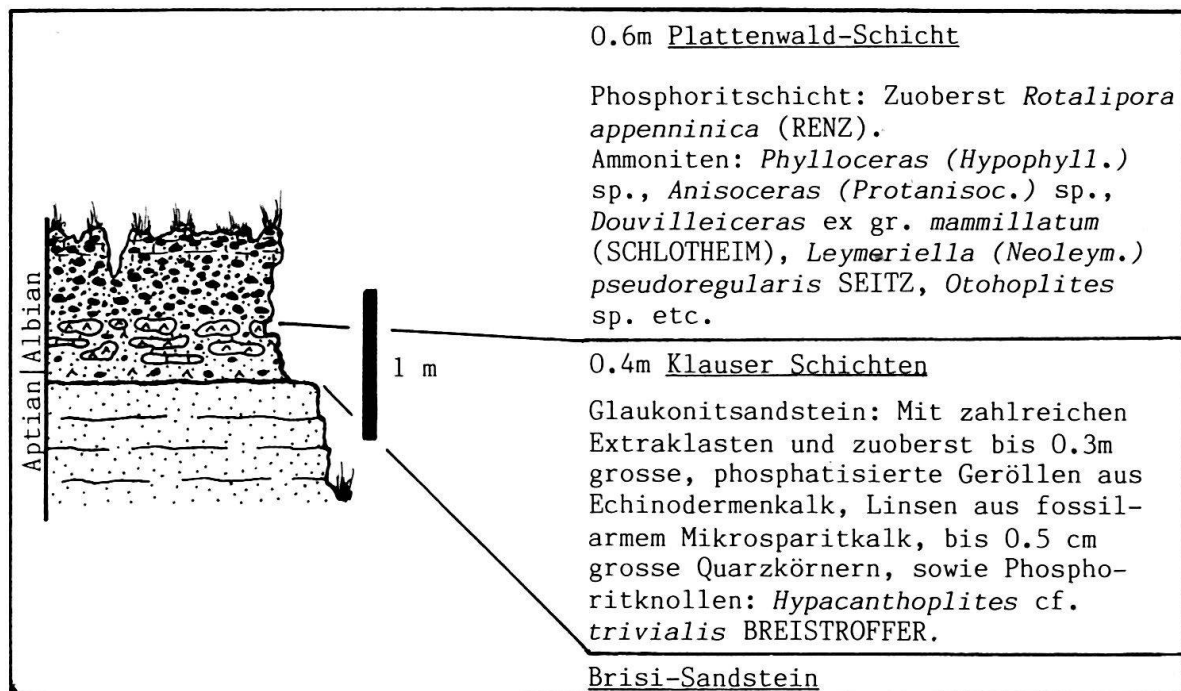 0.6m Plattenwald-Schicht
Phosphoritschicht: Zuoberst Rotalipora
appenninica (RENZ).
Ammoniten: Phylloceras (Hypophyll.)
sp., Anisoceras (Protanisoc.) sp.,
Douvilleiceras ex gr. mammillatum
(SCHLOTHEIM), Leymeriella (Neoleym.)
pseudoregularis SEITZ, Otohoplites
sp. etc.
0.4m Klauser Schichten
Glaukonitsandstein: Mit zahlreichen
Extraklasten und zuoberst bis 0.3m
grosse, phosphatisierte Geröllen aus
Echinodermenkalk, Linsen aus fossil-
armem Mikrosparitkalk, bis 0.5 cm
grosse Quarzkörnern, sowie Phospho-
ritknollen: Hypacanthoplites cf.
trivialis BREISTROFFER.
Brisi-Sandstein
Aptian | Albian
1 m